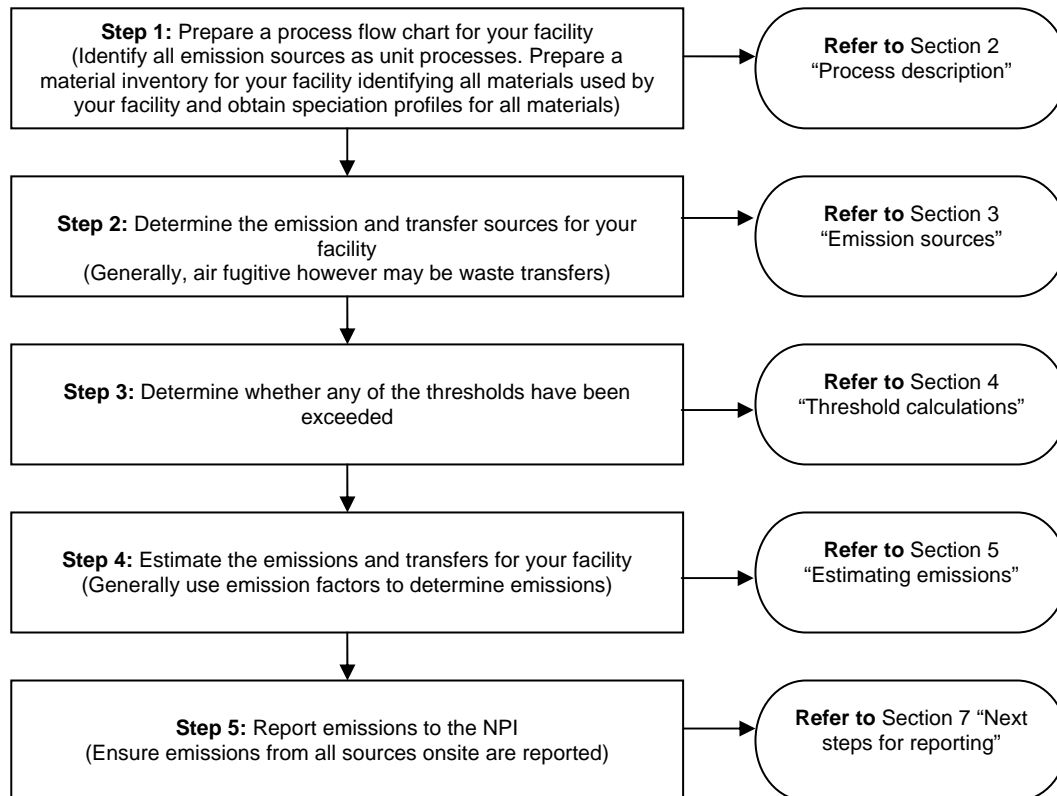 Step 1: Prepare a process flow chart for your facility
(Identify all emission sources as unit processes. Prepare a
material inventory for your facility identifying all materials used by
your facility and obtain speciation profiles for all materials)
Refer to Section 2
“Process description”
Step 2: Determine the emission and transfer sources for your
facility
(Generally, air fugitive however may be waste transfers)
Refer to Section 3
“Emission sources”
Step 3: Determine whether any of the thresholds have been
exceeded
Refer to Section 4
“Threshold calculations”
Step 4: Estimate the emissions and transfers for your facility
(Generally use emission factors to determine emissions)
Refer to Section 5
“Estimating emissions”
Step 5: Report emissions to the NPI
(Ensure emissions from all sources onsite are reported)
Refer to Section 7 “Next
steps for reporting”